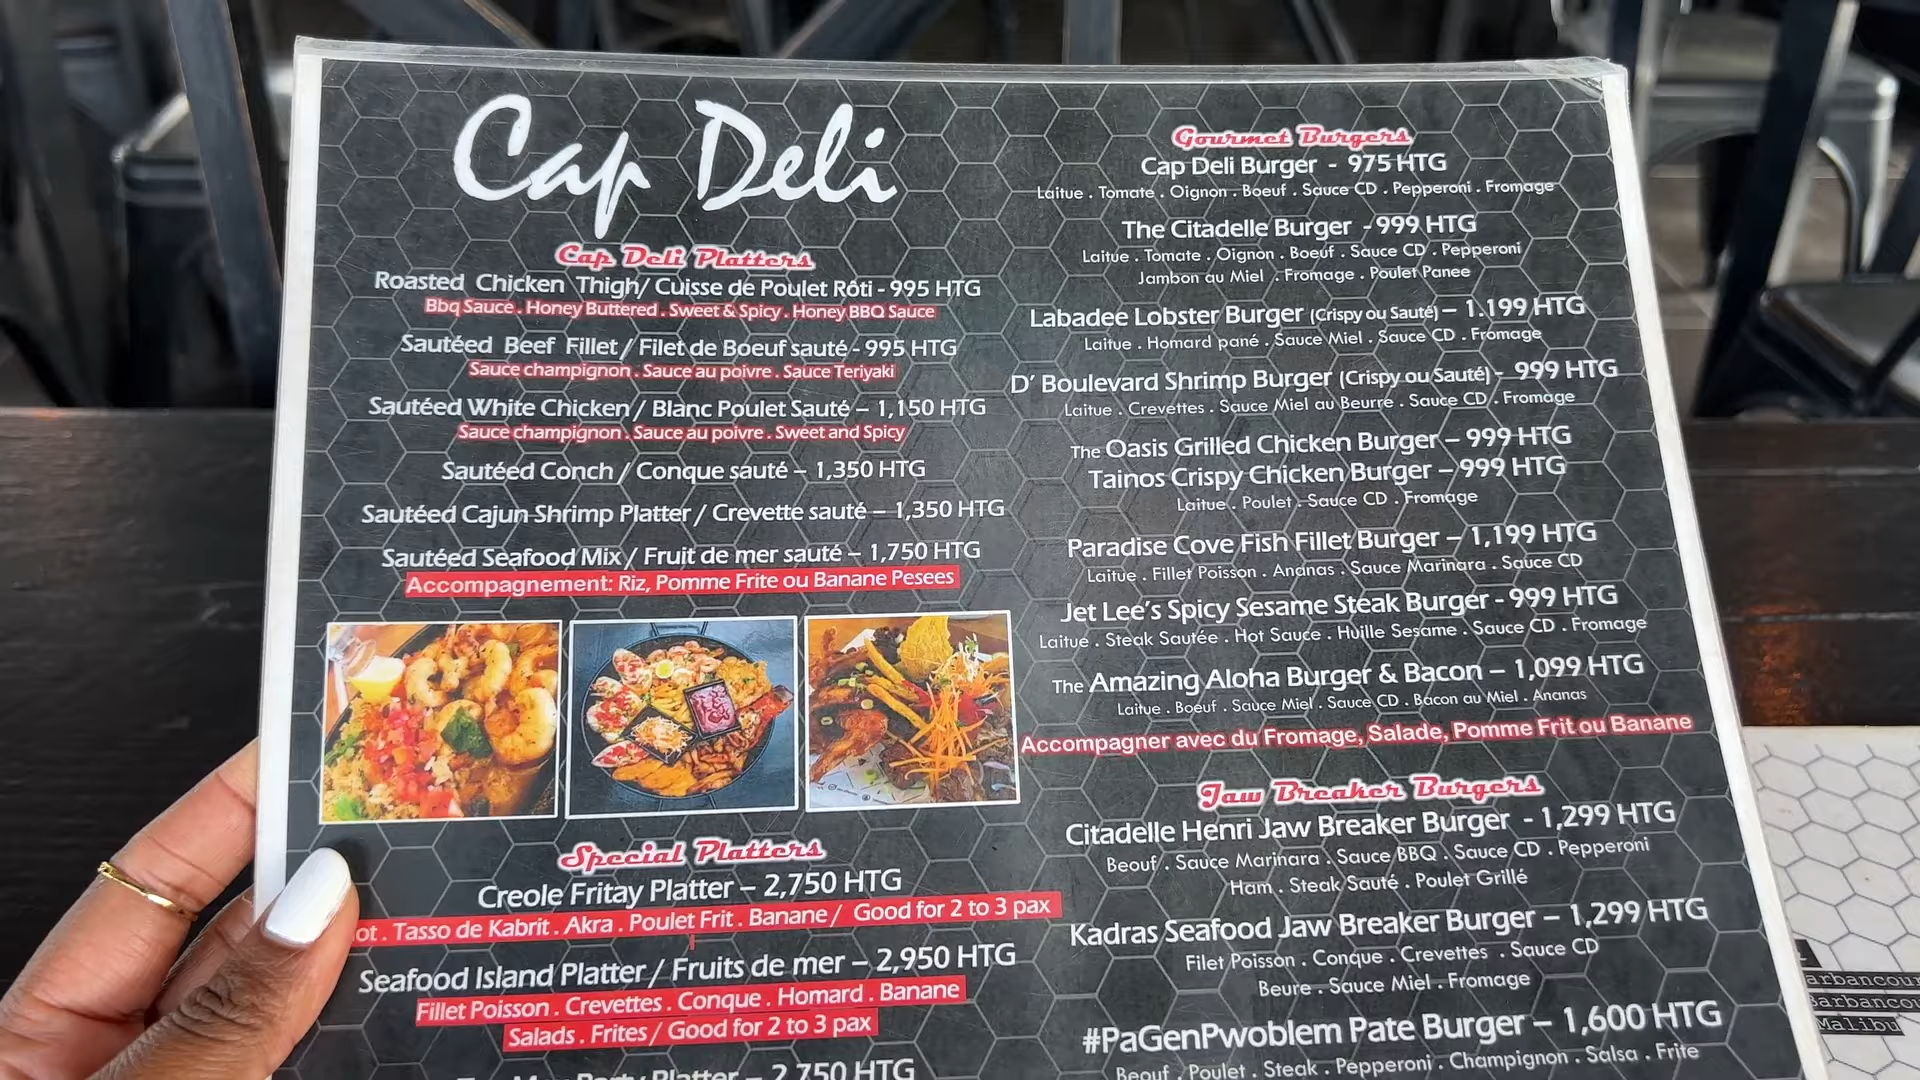 Cap Deli
Cap Deli Platters
Roasted Chicken Thigh/ Cuisse de Poulet Rôti - 995 HTG
Bbq Sauce . Honey Buttered . Sweet & Spicy . Honey BBQ Sauce
Sautéed Beef Fillet / Filet de Boeuf sauté - 995 HTG
Sauce champignon . Sauce au poivre . Sauce Teriyaki
Sautéed White Chicken / Blanc Poulet Sauté – 1,150 HTG
Sauce champignon . Sauce au poivre . Sweet and Spicy
Sautéed Conch / Conque sauté – 1,350 HTG
Sautéed Cajun Shrimp Platter / Crevette sauté – 1,350 HTG
Sautéed Seafood Mix / Fruit de mer sauté – 1,750 HTG
Accompagnement: Riz, Pomme Frite ou Banane Pesees
Special Platters
Creole Fritay Platter – 2,750 HTG
. Tasso de Kabrit . Akra . Poulet Frit . Banane / Good for 2 to 3 pax
Seafood Island Platter / Fruits de mer – 2,950 HTG
Fillet Poisson . Crevettes . Conque . Homard . Banane
Salads . Frites / Good for 2 to 3 pax
Party Platter – 2,750 HTG
Gourmet Burgers
Cap Deli Burger - 975 HTG
Laitue . Tomate . Oignon . Boeuf . Sauce CD . Pepperoni . Fromage
The Citadelle Burger - 999 HTG
Laitue . Tomate . Oignon . Boeuf . Sauce CD . Pepperoni
Jambon au Miel . Fromage . Poulet Panee
Labadee Lobster Burger (Crispy ou Sauté) – 1.199 HTG
Laitue . Homard pané . Sauce Miel . Sauce CD . Fromage
D' Boulevard Shrimp Burger (Crispy ou Sauté) - 999 HTG
Laitue . Crevettes . Sauce Miel au Beurre . Sauce CD . Fromage
The Oasis Grilled Chicken Burger – 999 HTG
Tainos Crispy Chicken Burger – 999 HTG
Laitue . Poulet . Sauce CD . Fromage
Paradise Cove Fish Fillet Burger – 1,199 HTG
Laitue . Fillet Poisson . Ananas . Sauce Marinara . Sauce CD
Jet Lee's Spicy Sesame Steak Burger - 999 HTG
Laitue . Steak Sautée . Hot Sauce . Huille Sesame . Sauce CD . Fromage
The Amazing Aloha Burger & Bacon – 1,099 HTG
Laitue . Boeuf . Sauce Miel . Sauce CD . Bacon au Miel . Ananas
Accompagner avec du Fromage, Salade, Pomme Frit ou Banane
Jaw Breaker Burgers
Citadelle Henri Jaw Breaker Burger - 1,299 HTG
Beouf . Sauce Marinara . Sauce BBQ . Sauce CD . Pepperoni
Ham . Steak Sauté . Poulet Grillé
Kadras Seafood Jaw Breaker Burger – 1,299 HTG
Filet Poisson . Conque . Crevettes . Sauce CD
Beure . Sauce Miel . Fromage
#PaGenPwoblem Pate Burger – 1,600 HTG
Beouf . Poulet . Steak . Pepperoni . Champignon . Salsa . Frite
Malibu